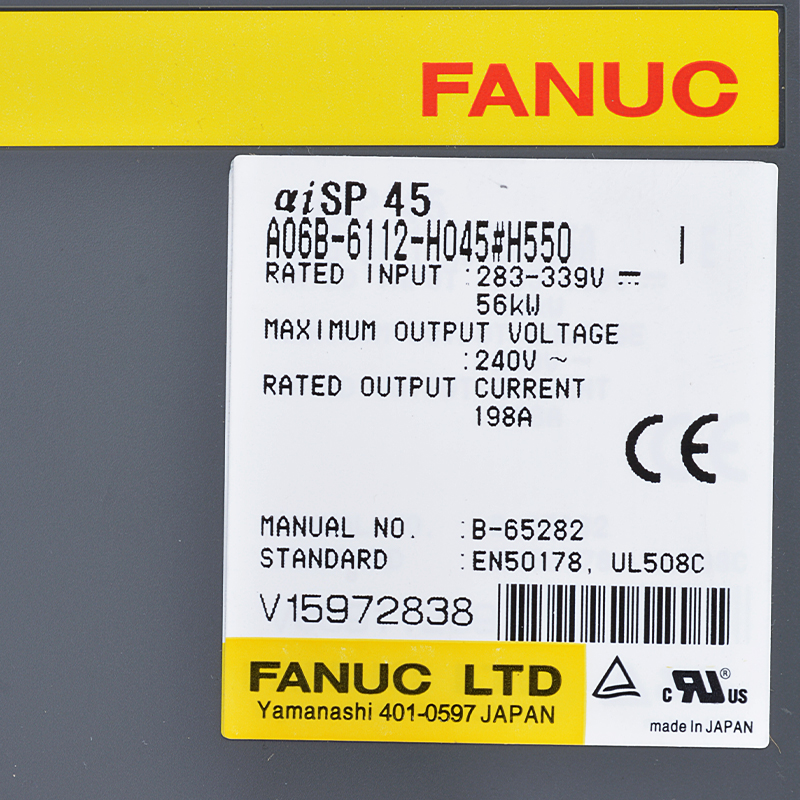 FANUC
αiSP 45
A06B-6112-H045#H550 I
RATED INPUT :283-339V ⎓
56kW
MAXIMUM OUTPUT VOLTAGE
:240V ~
RATED OUTPUT CURRENT
198A
CE
MANUAL NO. :B-65282
STANDARD :EN50178, UL508C
V15972838
FANUC LTD
Yamanashi 401-0597 JAPAN
c RU ® US
made In JAPAN